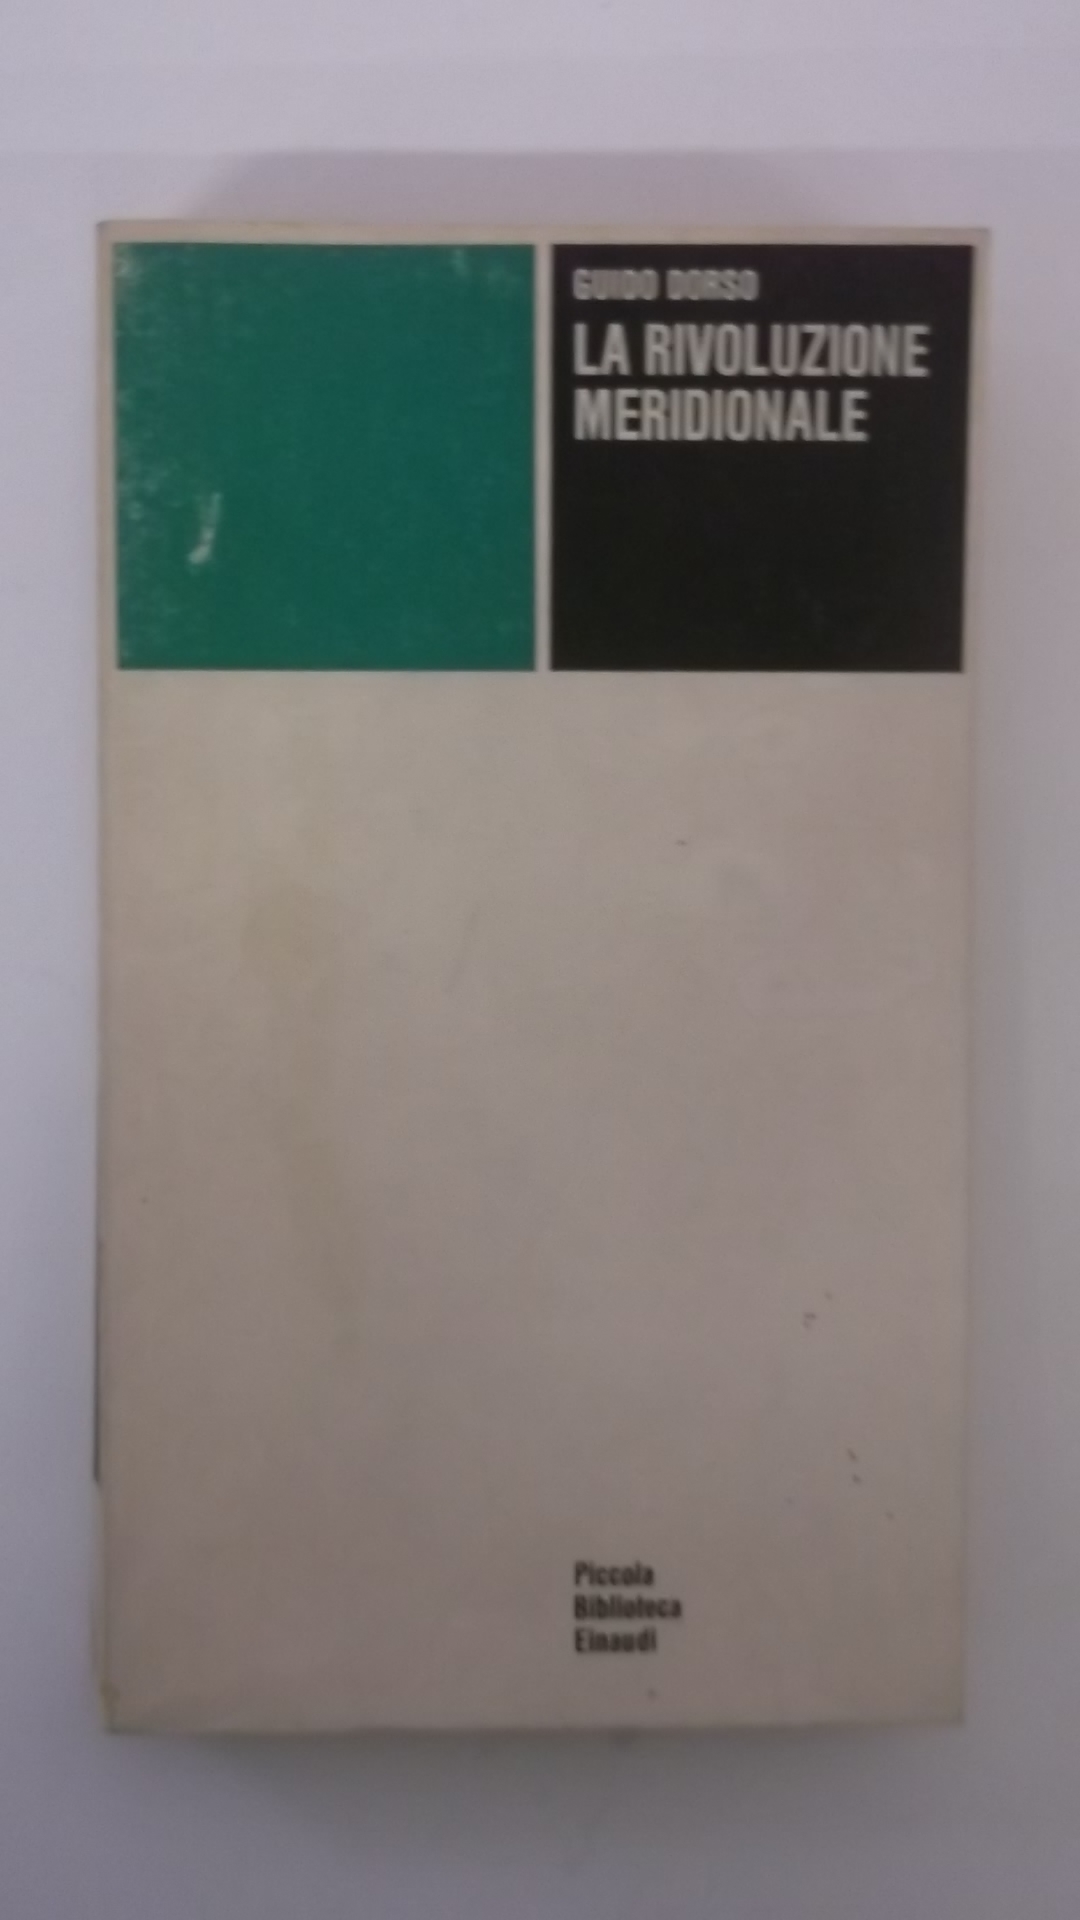 GUIDO DORSO
LA RIVOLUZIONE
MERIDIONALE
Piccola
Biblioteca
Einaudi